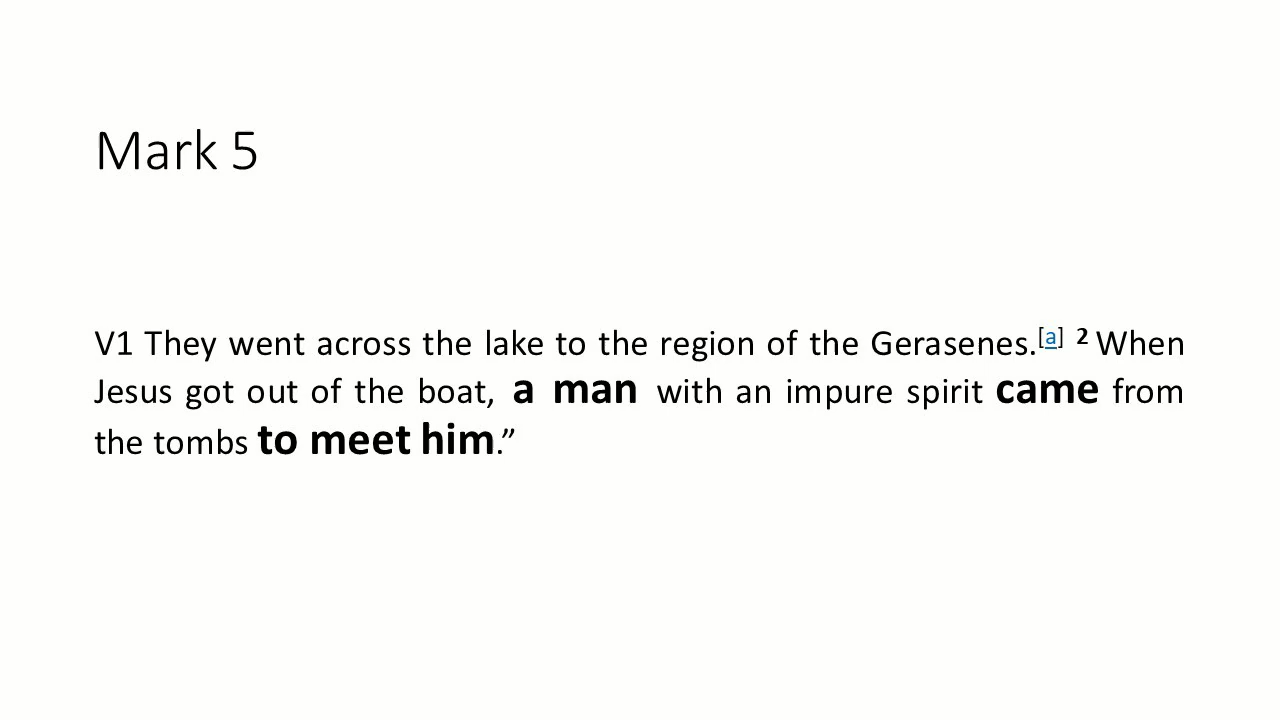 Mark 5
V1 They went across the lake to the region of the Gerasenes.[a] 2 When
Jesus got out of the boat, a man with an impure spirit came from
the tombs to meet him.”